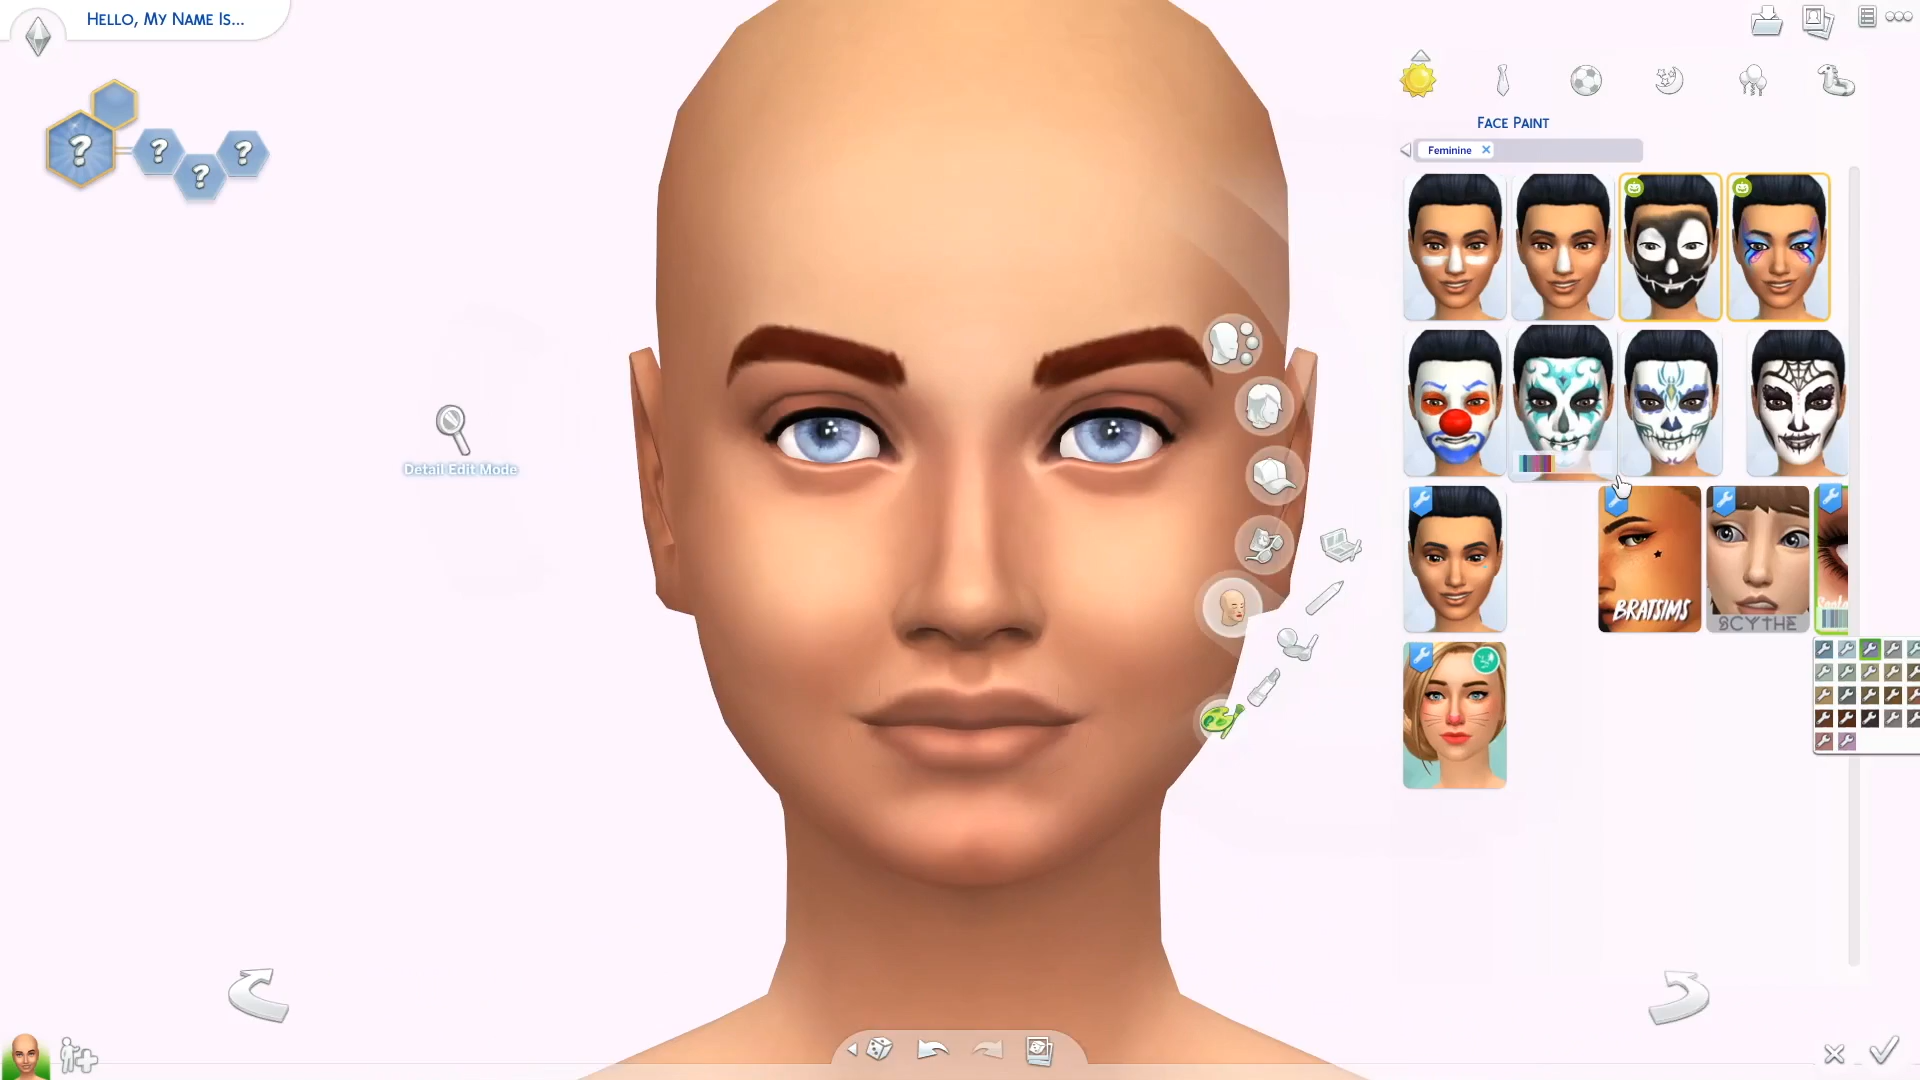 Hello, My Name Is...
Face Paint
Feminine
Detail Edit Mode
BRATSIMS
SCYTHE